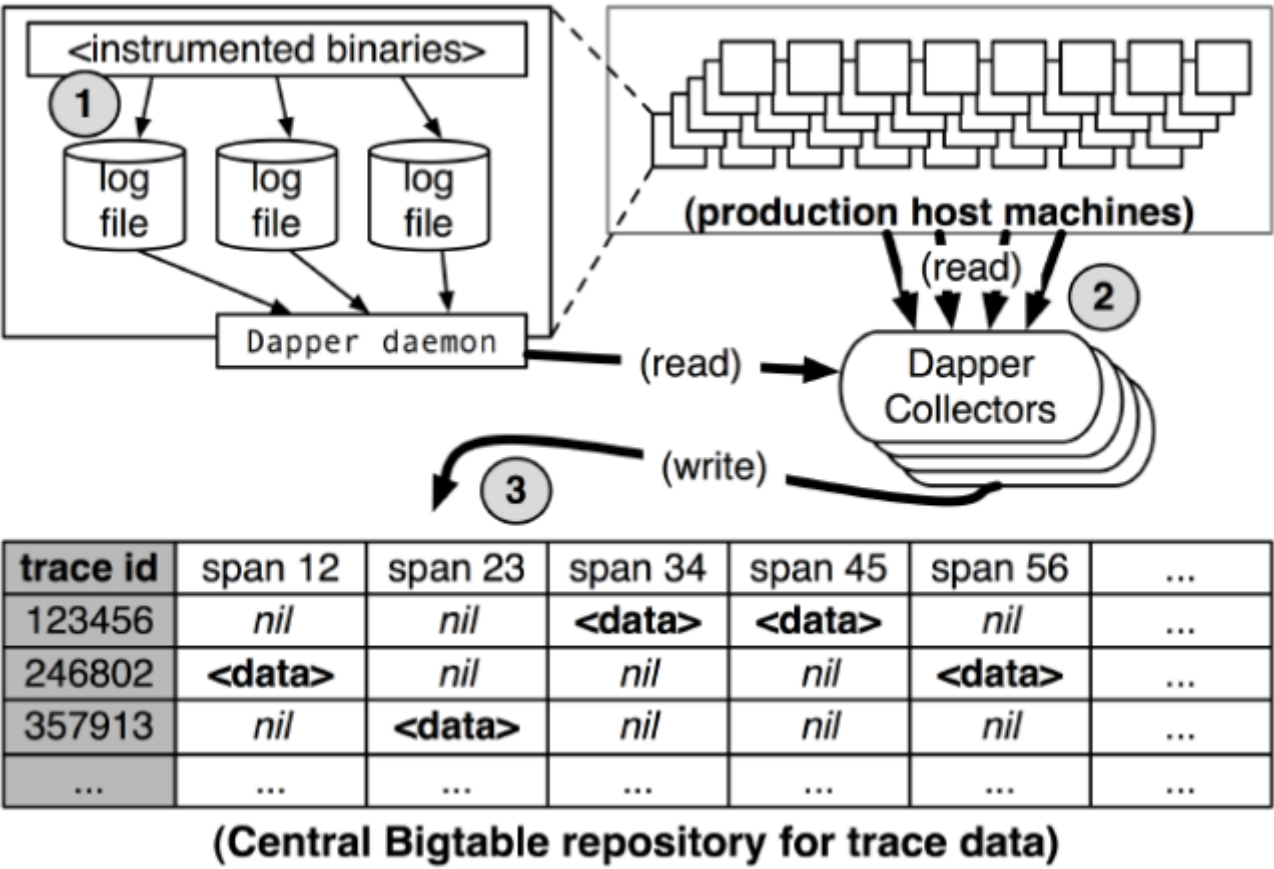 <instrumented binaries>
1
log file
log file
log file
Dapper daemon
(production host machines)
(read)
2
(read)
Dapper
Collectors
(write)
3
trace id span 12 span 23 span 34 span 45 span 56 ...
123456 nil nil <data> <data> nil ...
246802 <data> nil nil nil <data> ...
357913 nil <data> nil nil nil ...
... ... ... ... ... ... ...
(Central Bigtable repository for trace data)